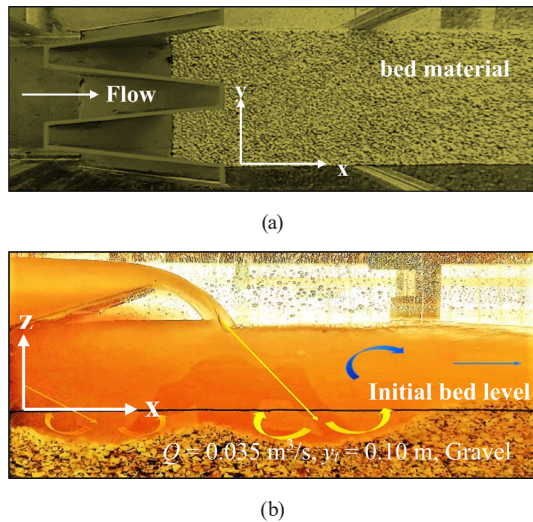 bed material
Flow
y
x
(a)
z
x
Initial bed level
Q = 0.035 m³/s, yₜ = 0.10 m, Gravel
(b)